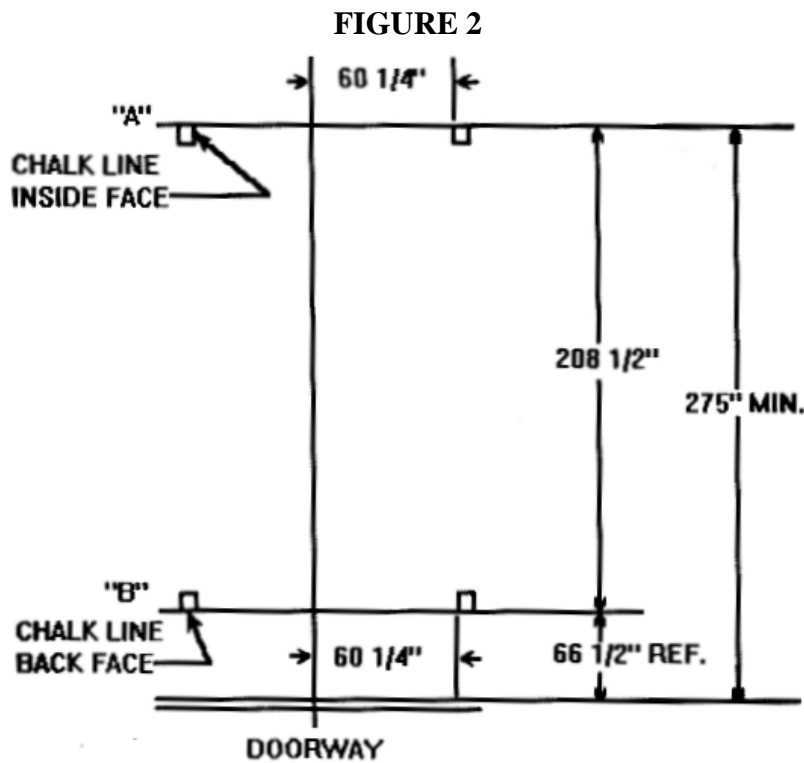 FIGURE 2
60 1/4"
"A"
CHALK LINE
INSIDE FACE
208 1/2"
275" MIN.
"B"
CHALK LINE
BACK FACE
60 1/4"
66 1/2" REF.
DOORWAY